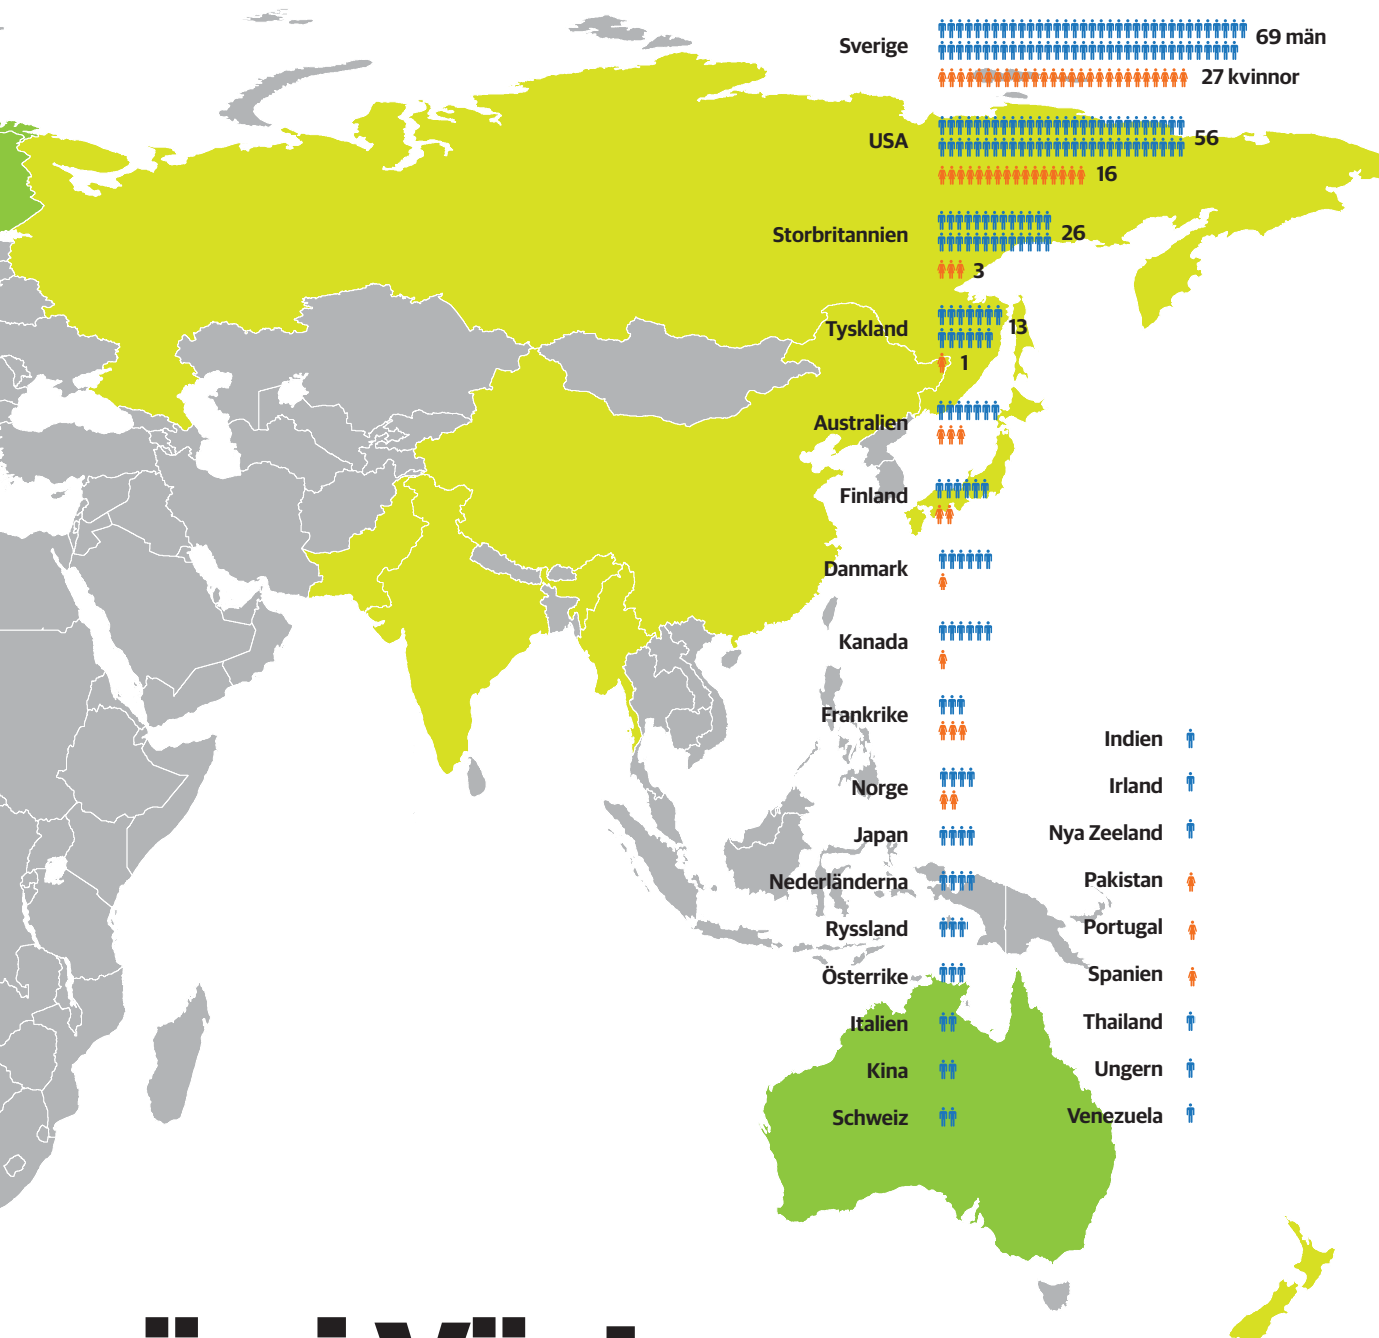 Sverige
69 män
27 kvinnor
USA
56
16
Storbritannien
26
3
Tyskland
13
1
Australien
Finland
Danmark
Kanada
Frankrike
Norge
Japan
Nederländerna
Ryssland
Österrike
Italien
Kina
Schweiz
Indien
Irland
Nya Zeeland
Pakistan
Portugal
Spanien
Thailand
Ungern
Venezuela